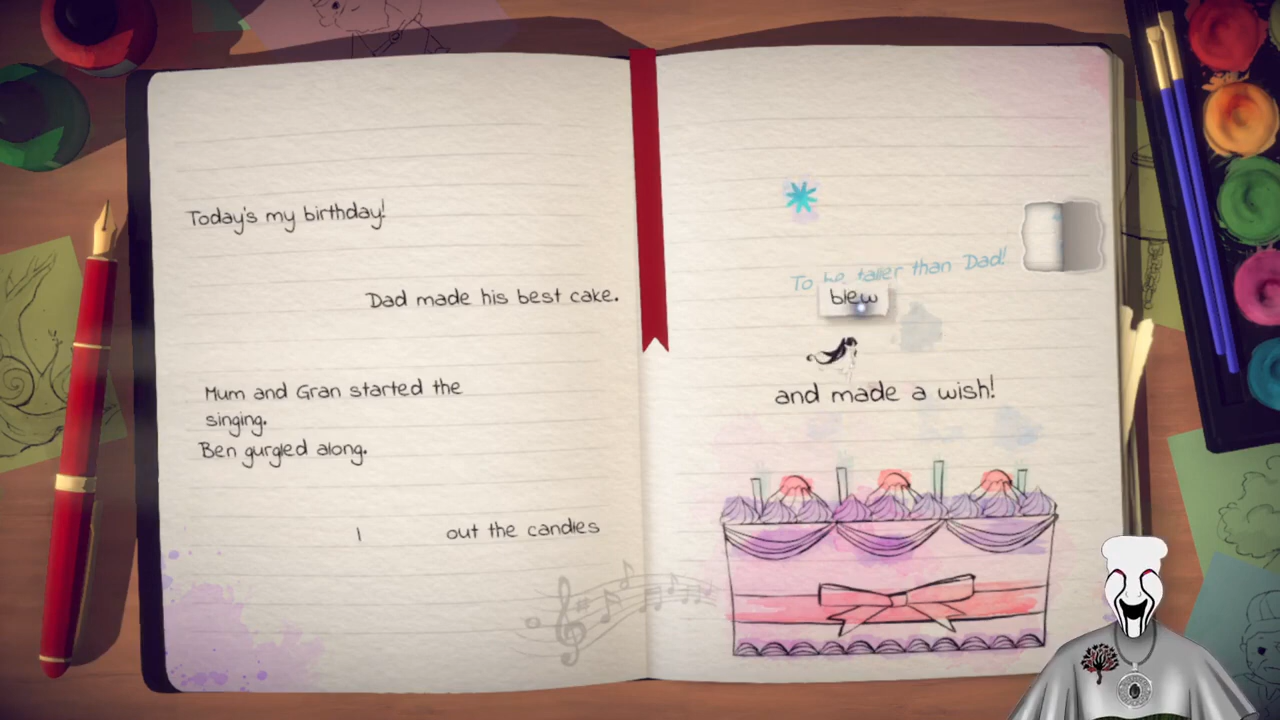 Today's my birthday!
Dad made his best cake.
Mum and Gran started the
singing.
Ben gurgled along.
I out the candles
To be taller than Dad!
blew
and made a wish!